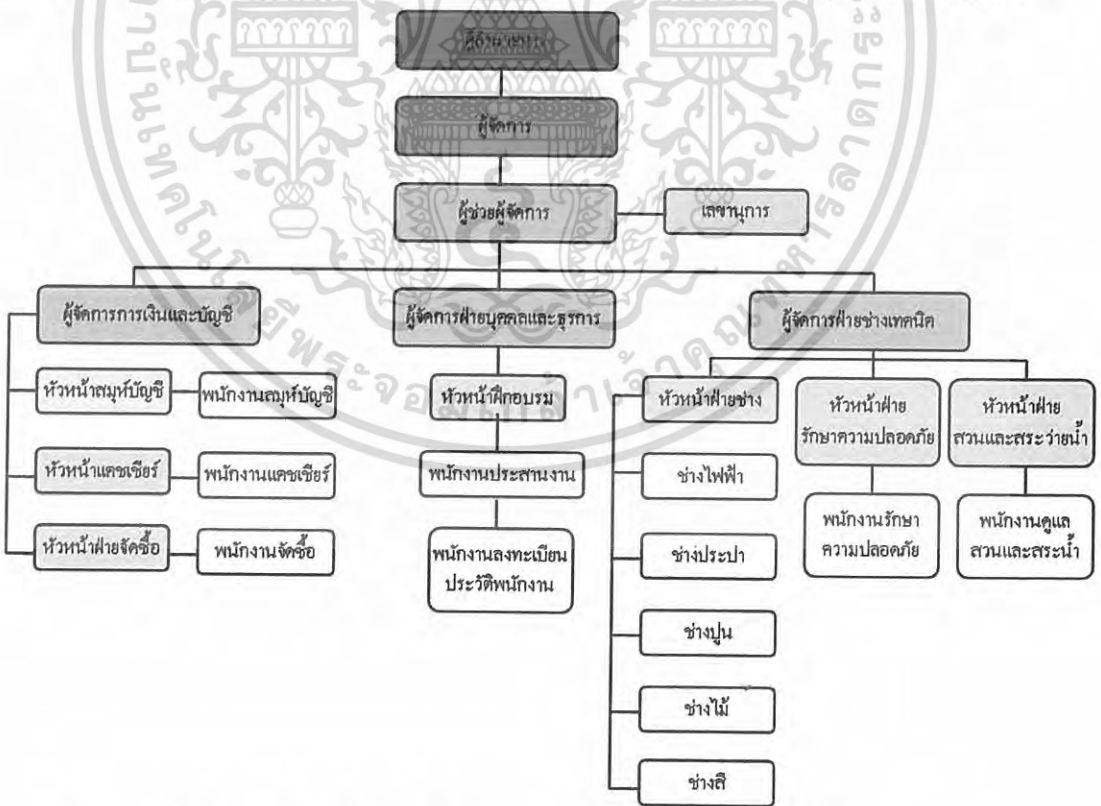 ผู้อำนวยการ
ผู้จัดการ
ผู้ช่วยผู้จัดการ
เลขานุการ
ผู้จัดการการเงินและบัญชี
ผู้จัดการฝ่ายบุคคลและธุรการ
ผู้จัดการฝ่ายช่างเทคนิค
หัวหน้าสมุห์บัญชี
พนักงานสมุห์บัญชี
หัวหน้าแคชเชียร์
พนักงานแคชเชียร์
หัวหน้าฝ่ายจัดซื้อ
พนักงานจัดซื้อ
หัวหน้าฝึกอบรม
พนักงานประสานงาน
พนักงานลงทะเบียน
ประวัติพนักงาน
หัวหน้าฝ่ายช่าง
ช่างไฟฟ้า
ช่างประปา
ช่างปูน
ช่างไม้
ช่างสี
หัวหน้าฝ่าย
รักษาความปลอดภัย
พนักงานรักษา
ความปลอดภัย
หัวหน้าฝ่าย
สวนและสระว่ายน้ำ
พนักงานดูแล
สวนและสระน้ำ